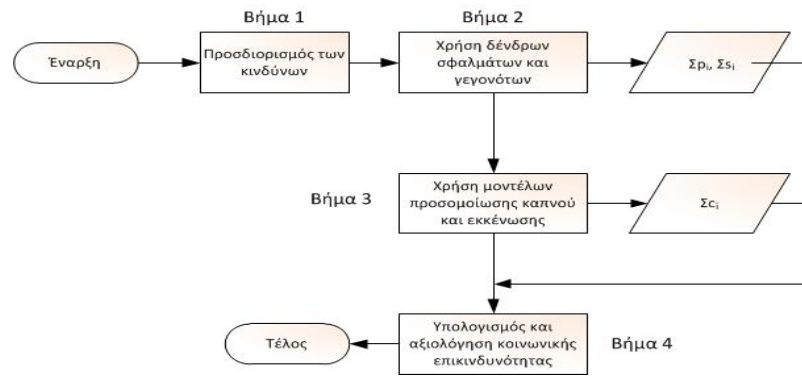 Βήμα 1
Βήμα 2
Έναρξη
Προσδιορισμός των
κινδύνων
Χρήση δένδρων
σφαλμάτων και
γεγονότων
Σpᵢ, Σsᵢ
Βήμα 3
Χρήση μοντέλων
προσομοίωσης καπνού
και εκκένωσης
Σcᵢ
Τέλος
Υπολογισμός και
αξιολόγηση κοινωνικής
επικινδυνότητας
Βήμα 4